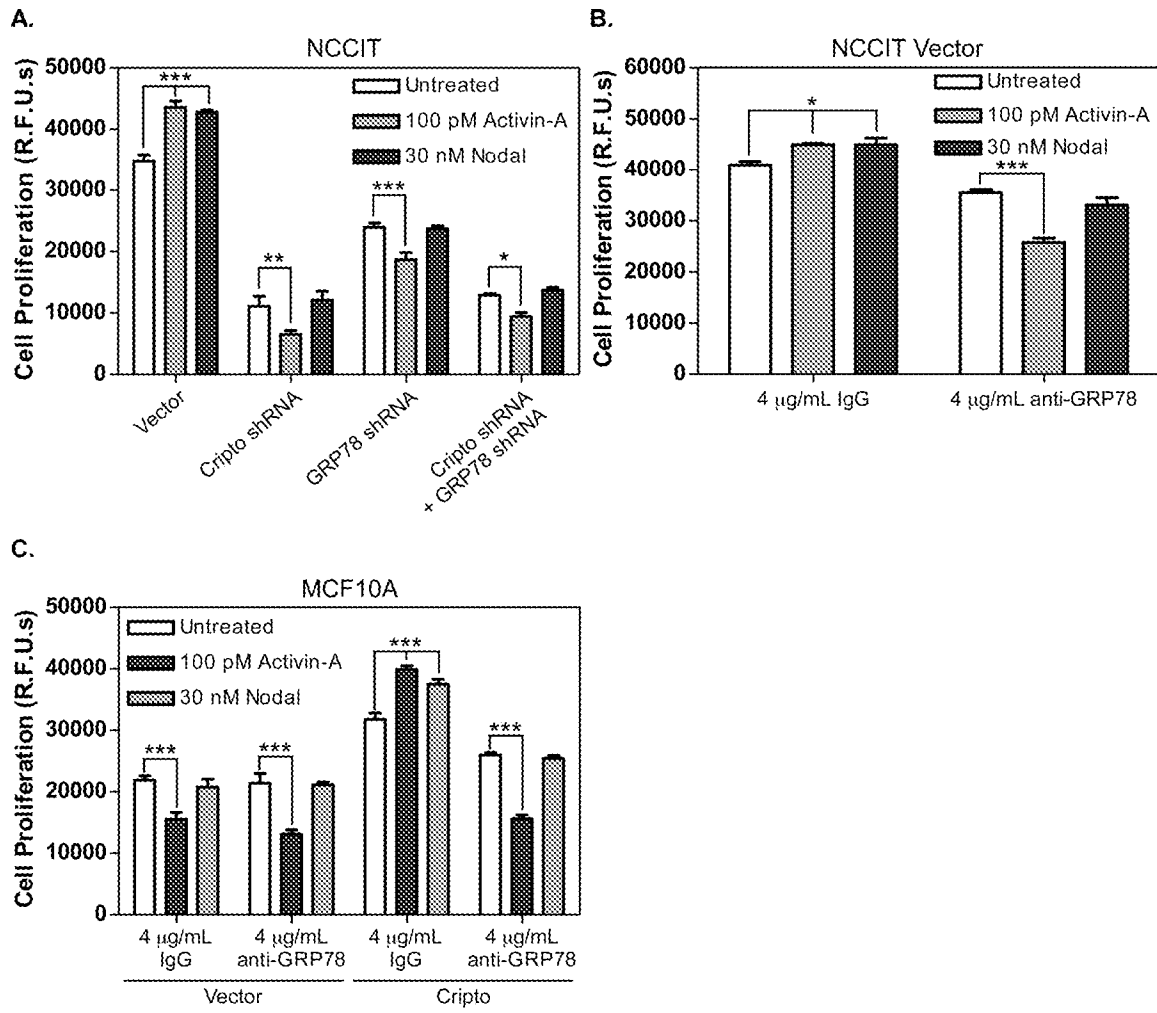 A.
NCCIT
Cell Proliferation (R.F.U.s)
50000
40000
30000
20000
10000
0
Untreated
100 pM Activin-A
30 nM Nodal
***
**
***
*
Vector
Cripto shRNA
GRP78 shRNA
Cripto shRNA
+ GRP78 shRNA
B.
NCCIT Vector
Cell Proliferation (R.F.U.s)
60000
50000
40000
30000
20000
10000
0
Untreated
100 pM Activin-A
30 nM Nodal
*
***
4 µg/mL IgG
4 µg/mL anti-GRP78
C.
MCF10A
Cell Proliferation (R.F.U.s)
50000
40000
30000
20000
10000
0
Untreated
100 pM Activin-A
30 nM Nodal
***
***
***
***
4 µg/mL
IgG
4 µg/mL
anti-GRP78
4 µg/mL
IgG
4 µg/mL
anti-GRP78
Vector
Cripto